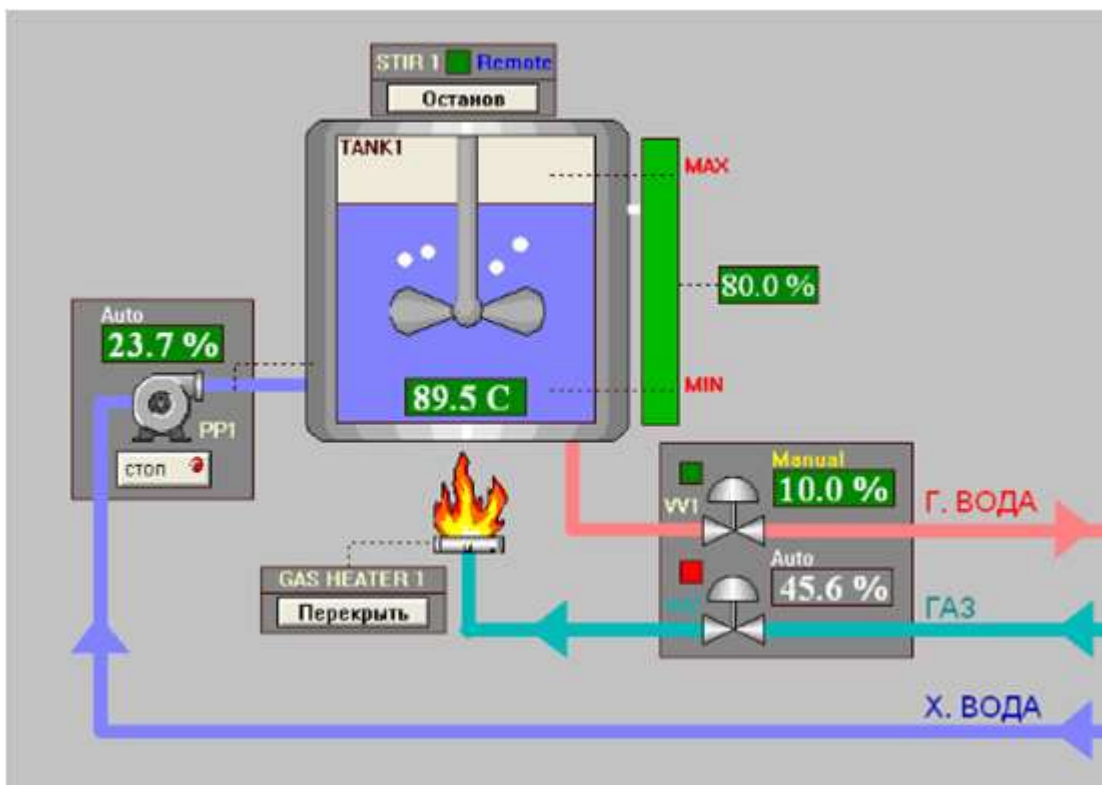 STIR 1 Remote
Останов
TANK1
MAX
80.0 %
Auto
23.7 %
MIN
89.5 C
PP1
стоп
Manual
10.0 %
VV1
Г. ВОДА
Auto
45.6 %
GAS HEATER 1
Перекрыть
ГАЗ
Х. ВОДА